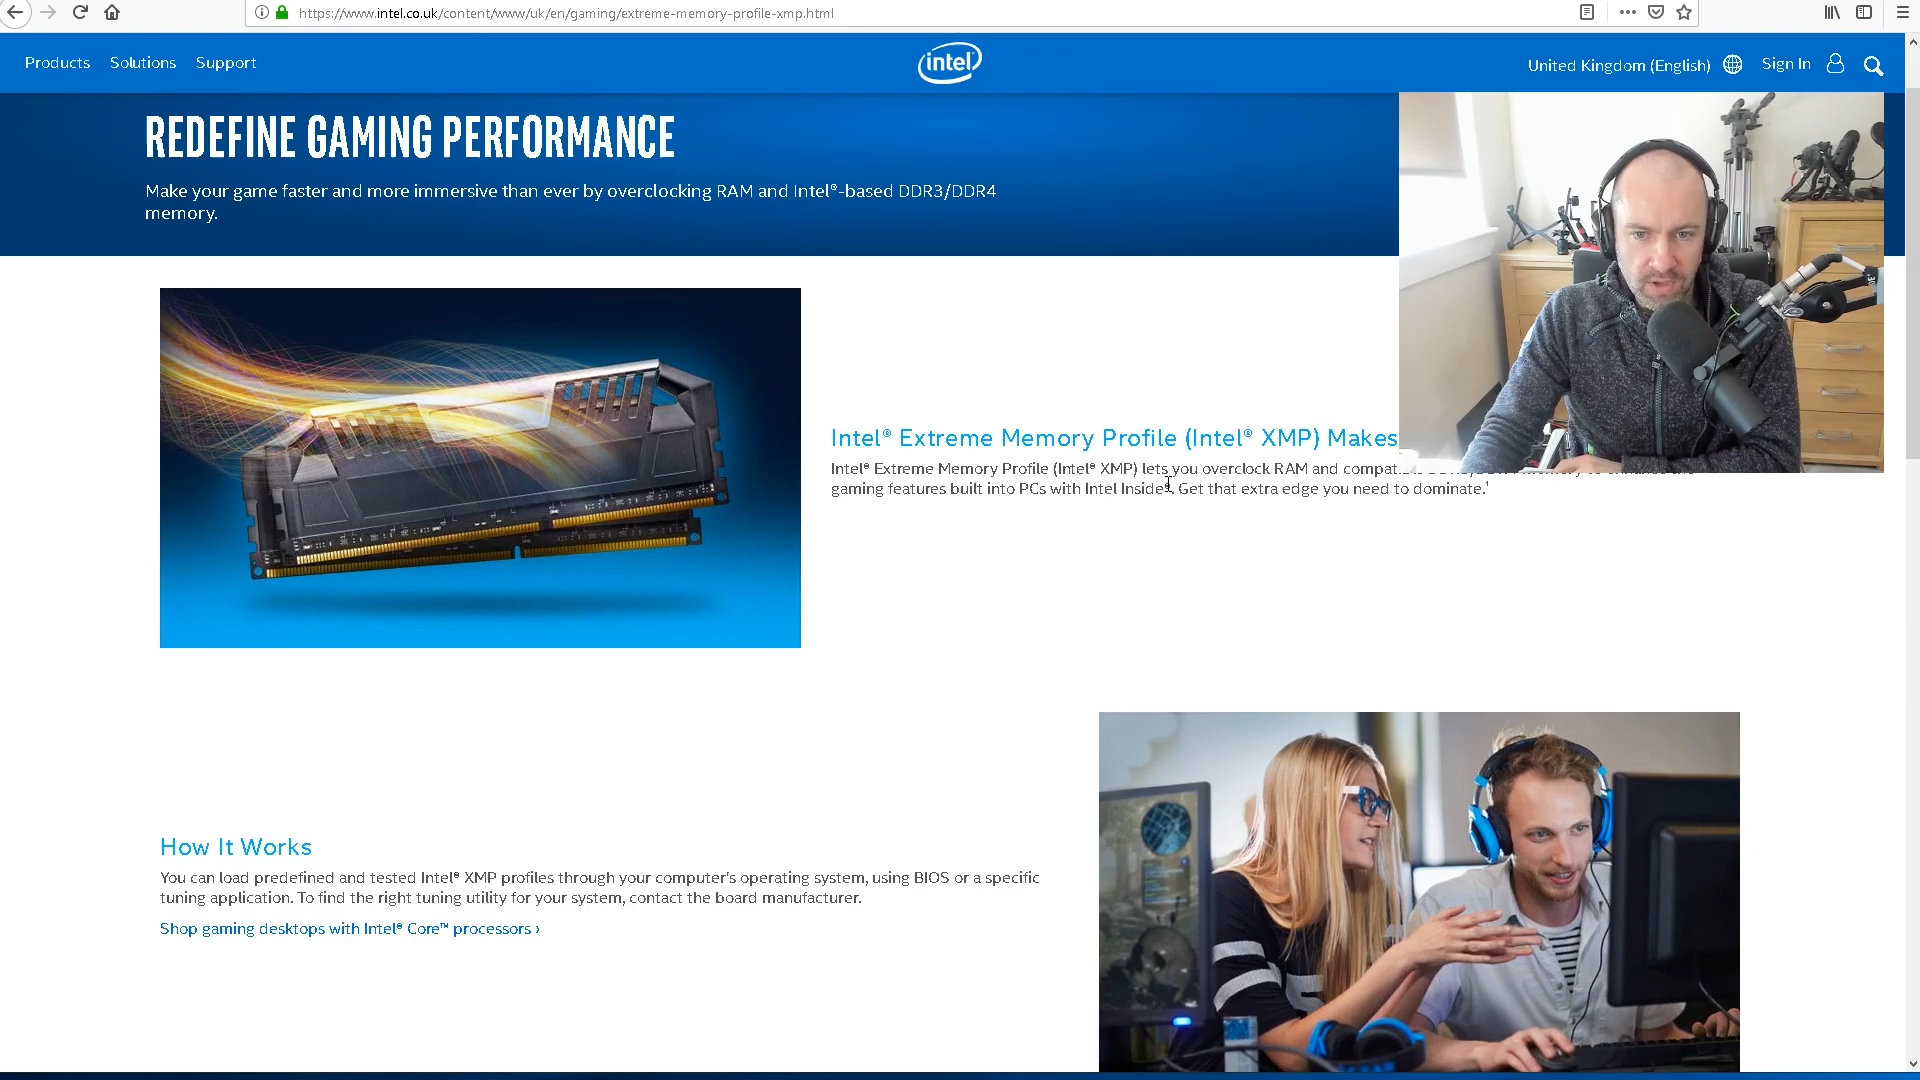 https://www.intel.co.uk/content/www/uk/en/gaming/extreme-memory-profile-xmp.html
Products Solutions Support
intel
United Kingdom (English) Sign In
REDEFINE GAMING PERFORMANCE
Make your game faster and more immersive than ever by overclocking RAM and Intel®-based DDR3/DDR4
memory.
Intel® Extreme Memory Profile (Intel® XMP) Makes
Intel® Extreme Memory Profile (Intel® XMP) lets you overclock RAM and
gaming features built into PCs with Intel Inside®. Get that extra edge you need to dominate.¹
How It Works
You can load predefined and tested Intel® XMP profiles through your computer's operating system, using BIOS or a specific
tuning application. To find the right tuning utility for your system, contact the board manufacturer.
Shop gaming desktops with Intel® Core™ processors ›